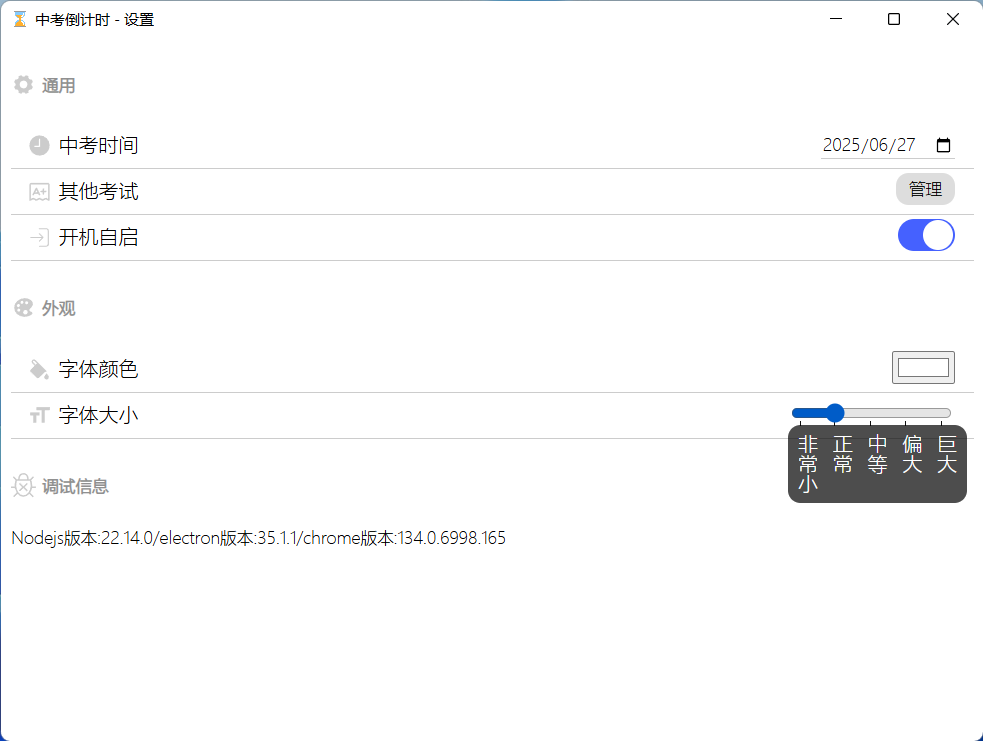 中考倒计时 - 设置
通用
中考时间
2025/06/27
A+
其他考试
管理
开机自启
外观
字体颜色
字体大小
非常小
正常
中等
偏大
巨大
调试信息
Nodejs版本:22.14.0/electron版本:35.1.1/chrome版本:134.0.6998.165